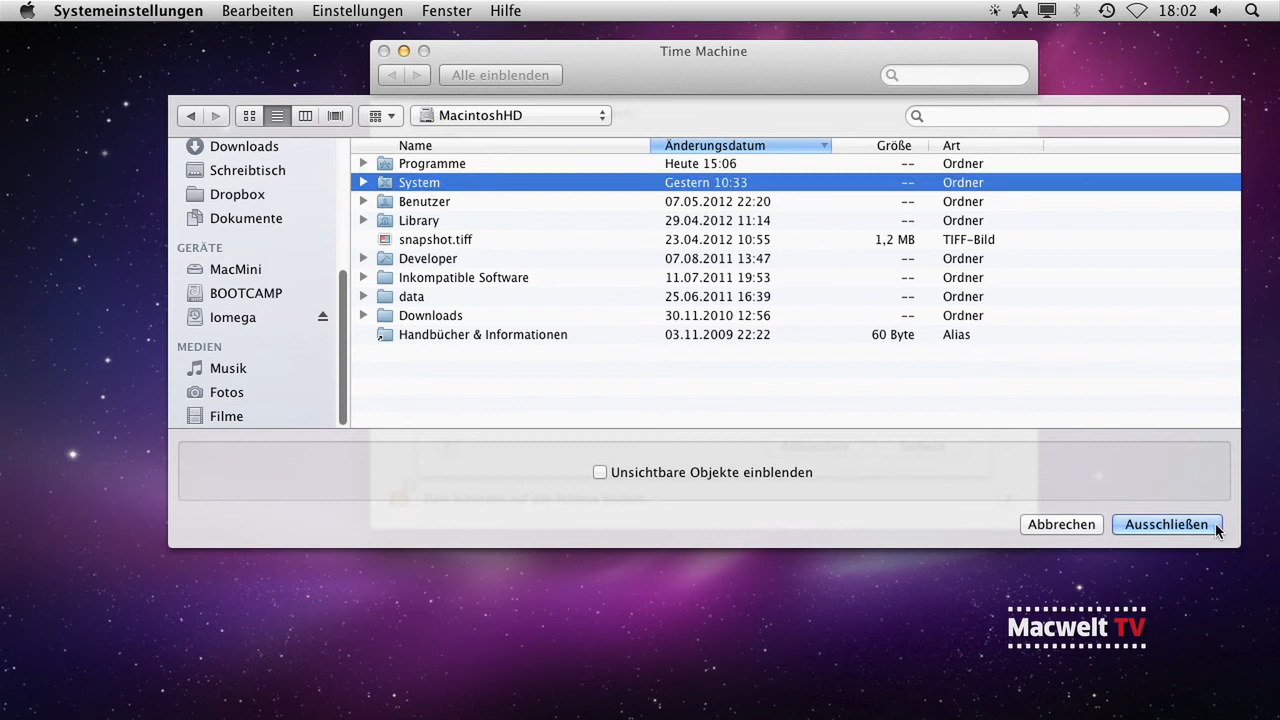 Systemeinstellungen Bearbeiten Einstellungen Fenster Hilfe 18:02
Time Machine
Alle einblenden
MacintoshHD
Name Änderungsdatum Größe Art
Downloads
Schreibtisch
Dropbox
Dokumente
GERÄTE
MacMini
BOOTCAMP
Iomega
MEDIEN
Musik
Fotos
Filme
Programme Heute 15:06 -- Ordner
System Gestern 10:33 -- Ordner
Benutzer 07.05.2012 22:20 -- Ordner
Library 29.04.2012 11:14 -- Ordner
snapshot.tiff 23.04.2012 10:55 1,2 MB TIFF-Bild
Developer 07.08.2011 13:47 -- Ordner
Inkompatible Software 11.07.2011 19:53 -- Ordner
data 25.06.2011 16:39 -- Ordner
Downloads 30.11.2010 12:56 -- Ordner
Handbücher & Informationen 03.11.2009 22:22 60 Byte Alias
Unsichtbare Objekte einblenden
Abbrechen Ausschließen
Macwelt TV